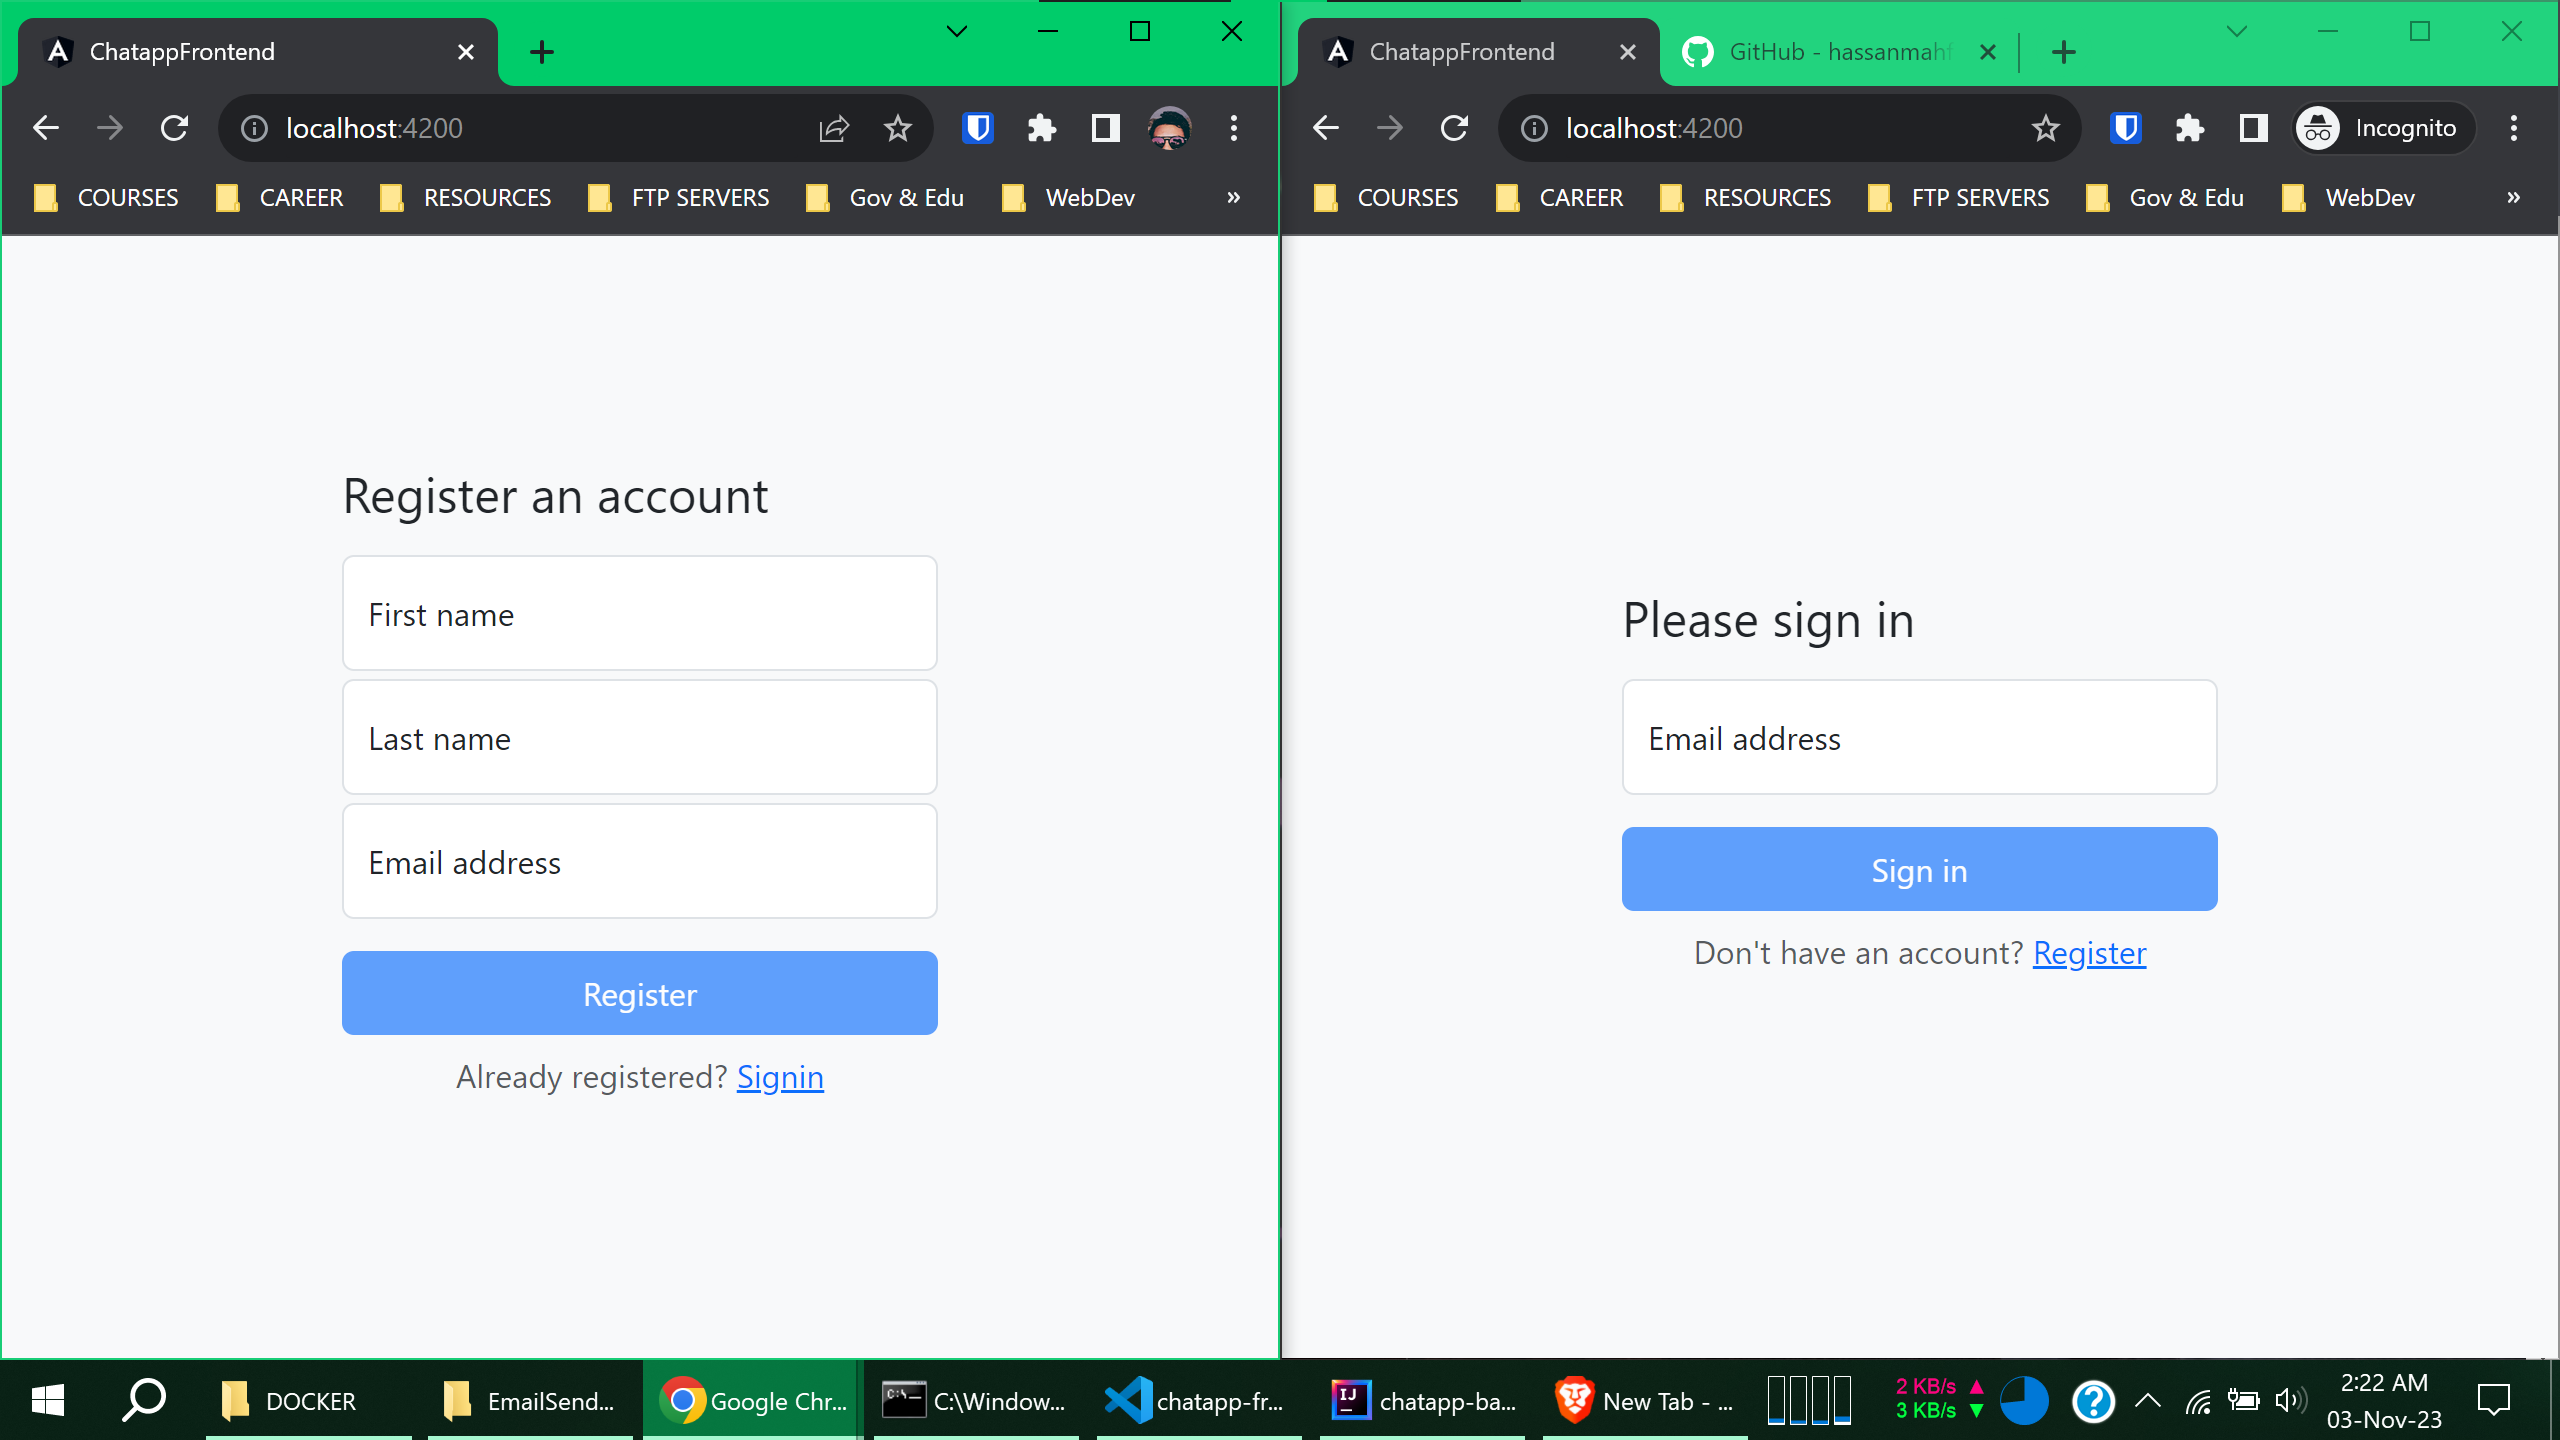 ChatappFrontend
localhost:4200
COURSES CAREER RESOURCES FTP SERVERS Gov & Edu WebDev »
Register an account
First name
Last name
Email address
Register
Already registered? Signin
ChatappFrontend GitHub - hassanmahf
localhost:4200 Incognito
COURSES CAREER RESOURCES FTP SERVERS Gov & Edu WebDev »
Please sign in
Email address
Sign in
Don't have an account? Register
DOCKER EmailSend... Google Chr... C:\Window... chatapp-fr... chatapp-ba... New Tab - ...
2 KB/s
3 KB/s
2:22 AM
03-Nov-23